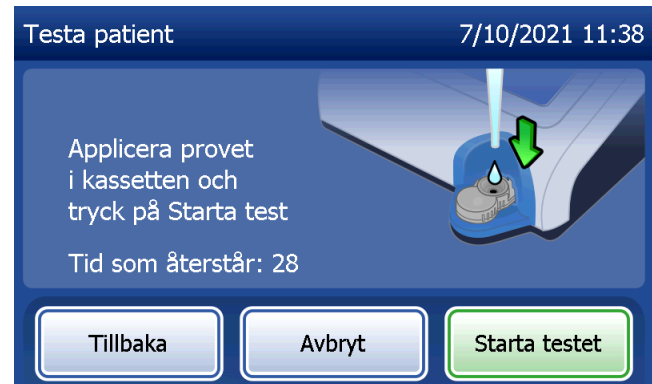 Testa patient 7/10/2021 11:38
Applicera provet
i kassetten och
tryck på Starta test
Tid som återstår: 28
Tillbaka Avbryt Starta testet